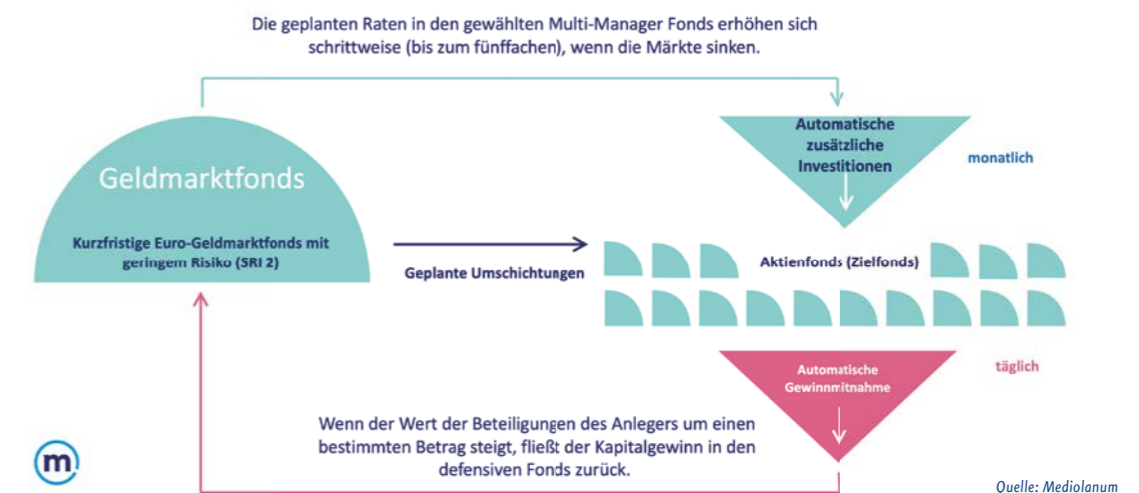 Die geplanten Raten in den gewählten Multi-Manager Fonds erhöhen sich
schrittweise (bis zum fünffachen), wenn die Märkte sinken.
Automatische
zusätzliche
Investitionen
monatlich
Geldmarktfonds
Kurzfristige Euro-Geldmarktfonds mit
geringem Risiko (SRI 2)
Geplante Umschichtungen
Aktienfonds (Zielfonds)
täglich
Automatische
Gewinnmitnahme
Wenn der Wert der Beteiligungen des Anlegers um einen
bestimmten Betrag steigt, fließt der Kapitalgewinn in den
defensiven Fonds zurück.
m
Quelle: Mediolanum